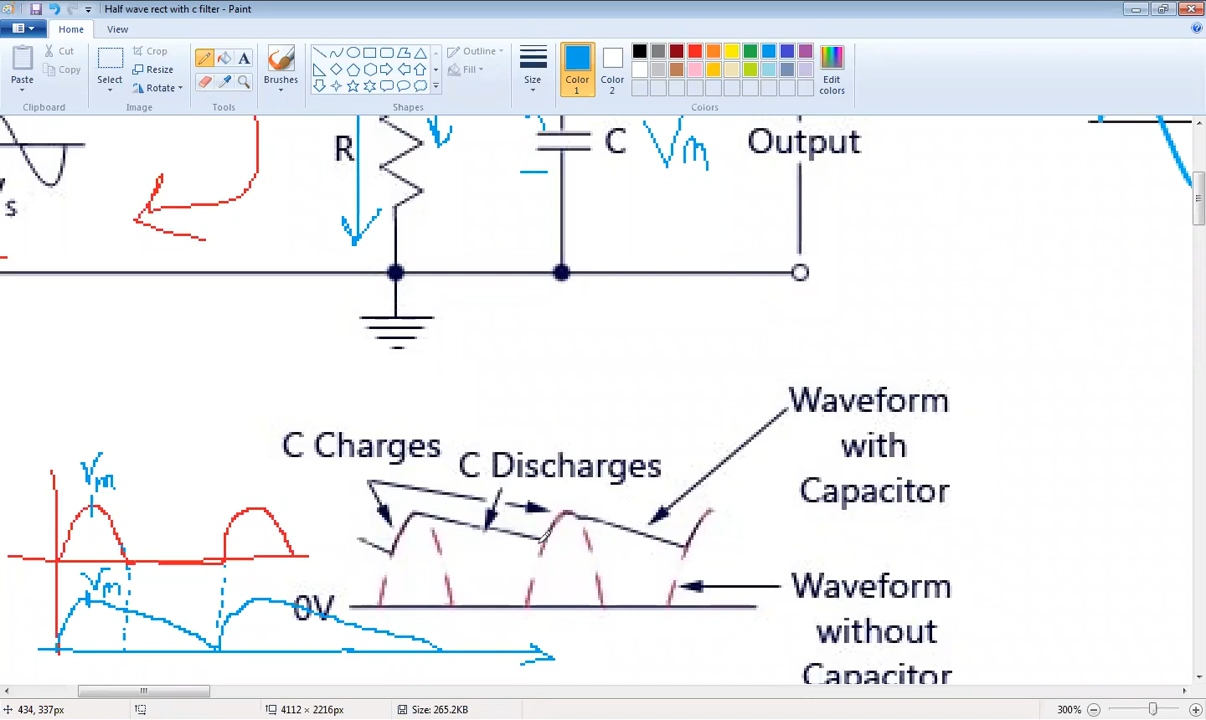 Half wave rect with c filter - Paint
Home
View
Cut
Copy
Paste
Clipboard
Crop
Resize
Rotate
Select
Image
A
Tools
Brushes
Outline
Fill
Shapes
Size
Color 1
Color 2
Edit colors
Colors
R
C
Vm
Output
s
Waveform
with
Capacitor
C Charges
C Discharges
Vm
Vm
0V
Waveform
without
Capacitor
434, 337px
4112 × 2216px
Size: 265.2KB
300%